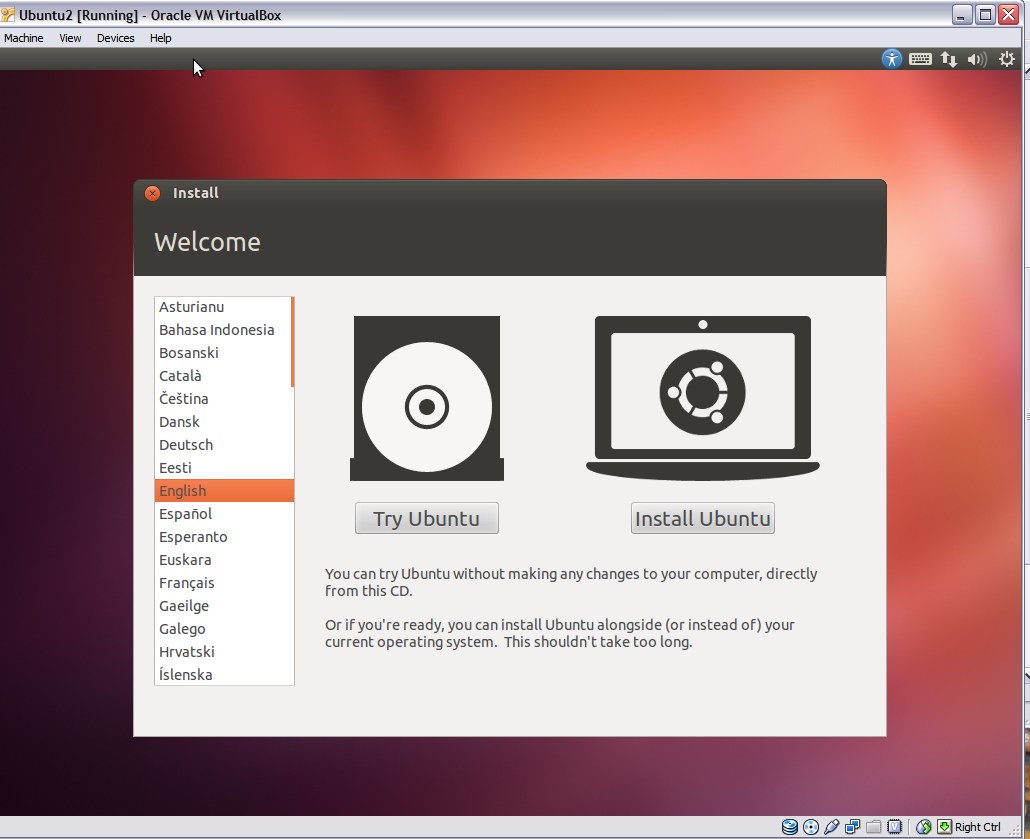 Ubuntu2 [Running] - Oracle VM VirtualBox
Machine View Devices Help
Install
Welcome
Asturianu
Bahasa Indonesia
Bosanski
Català
Čeština
Dansk
Deutsch
Eesti
English
Español
Esperanto
Euskara
Français
Gaeilge
Galego
Hrvatski
Íslenska
Try Ubuntu
Install Ubuntu
You can try Ubuntu without making any changes to your computer, directly
from this CD.
Or if you're ready, you can install Ubuntu alongside (or instead of) your
current operating system.  This shouldn't take too long.
Right Ctrl